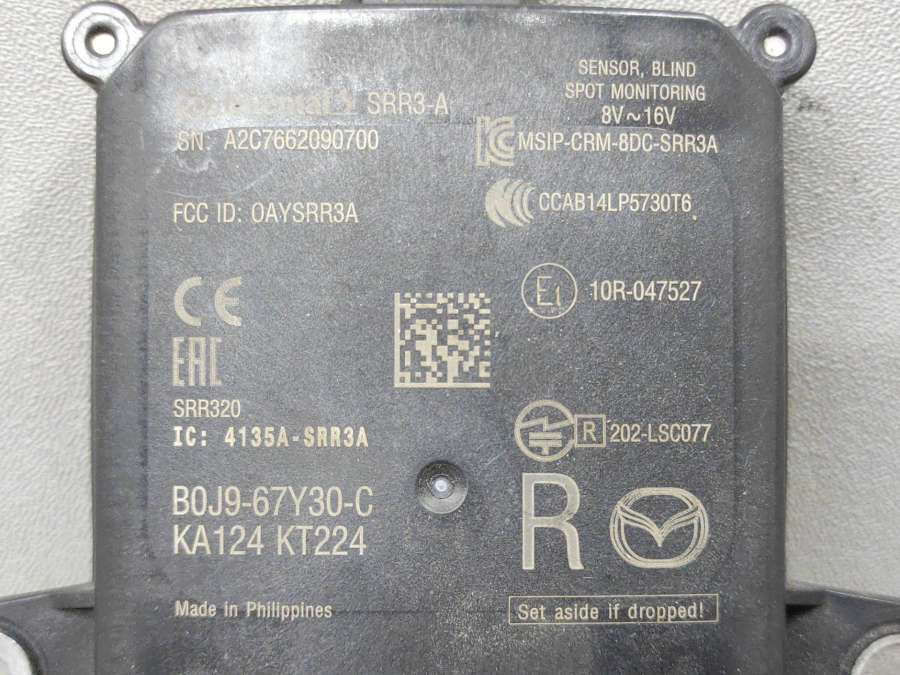 SRR3-A
SN: A2C7662090700
SENSOR, BLIND
SPOT MONITORING
8V~16V
MSIP-CRM-8DC-SRR3A
FCC ID: OAYSRR3A
CCAB14LP5730T6
CE
E1 10R-047527
EAC
SRR320
IC: 4135A-SRR3A
R 202-LSC077
B0J9-67Y30-C
KA124 KT224
R
Made in Philippines
Set aside if dropped!